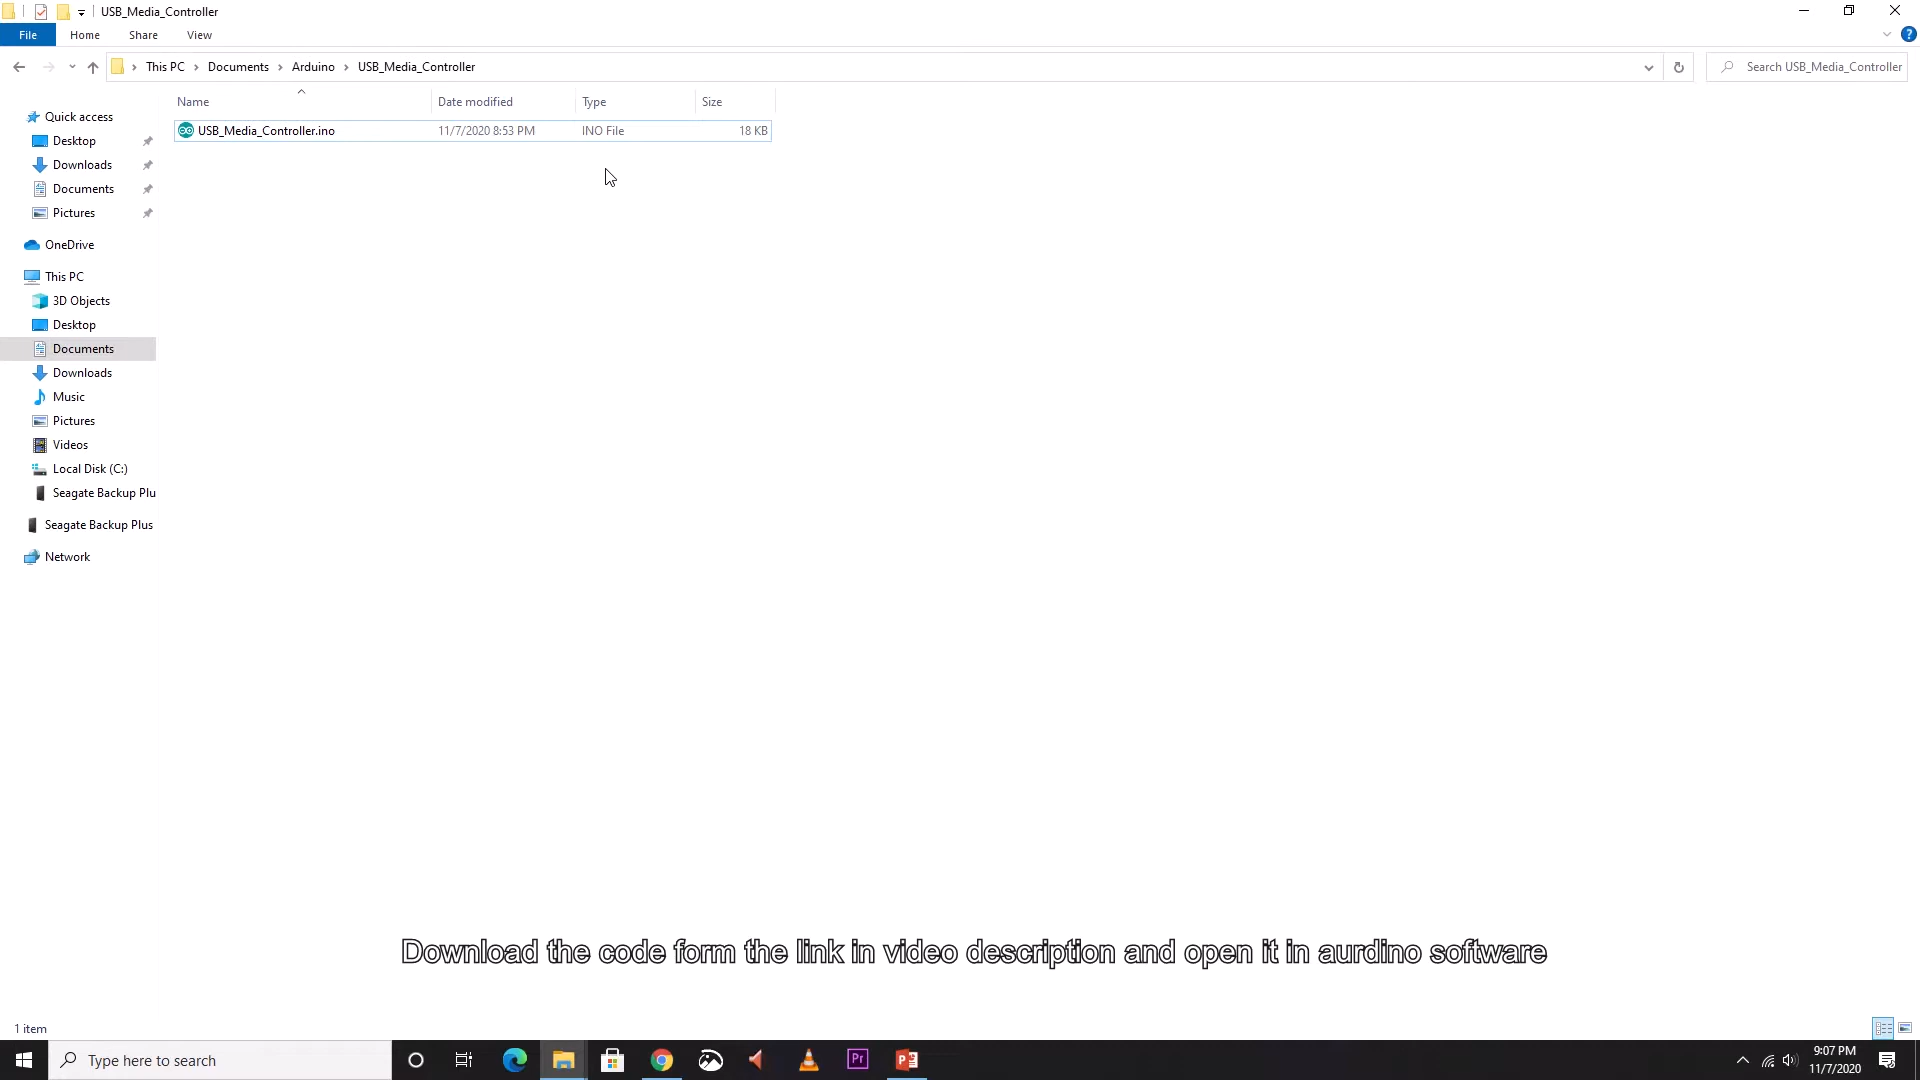 USB_Media_Controller
File Home Share View
This PC Documents Arduino USB_Media_Controller
Search USB_Media_Controller
Name Date modified Type Size
USB_Media_Controller.ino 11/7/2020 8:53 PM INO File 18 KB
Quick access
Desktop
Downloads
Documents
Pictures
OneDrive
This PC
3D Objects
Desktop
Documents
Downloads
Music
Pictures
Videos
Local Disk (C:)
Seagate Backup Plu
Seagate Backup Plus
Network
Download the code form the link in video description and open it in aurdino software
1 item
Type here to search
Pr
9:07 PM
11/7/2020